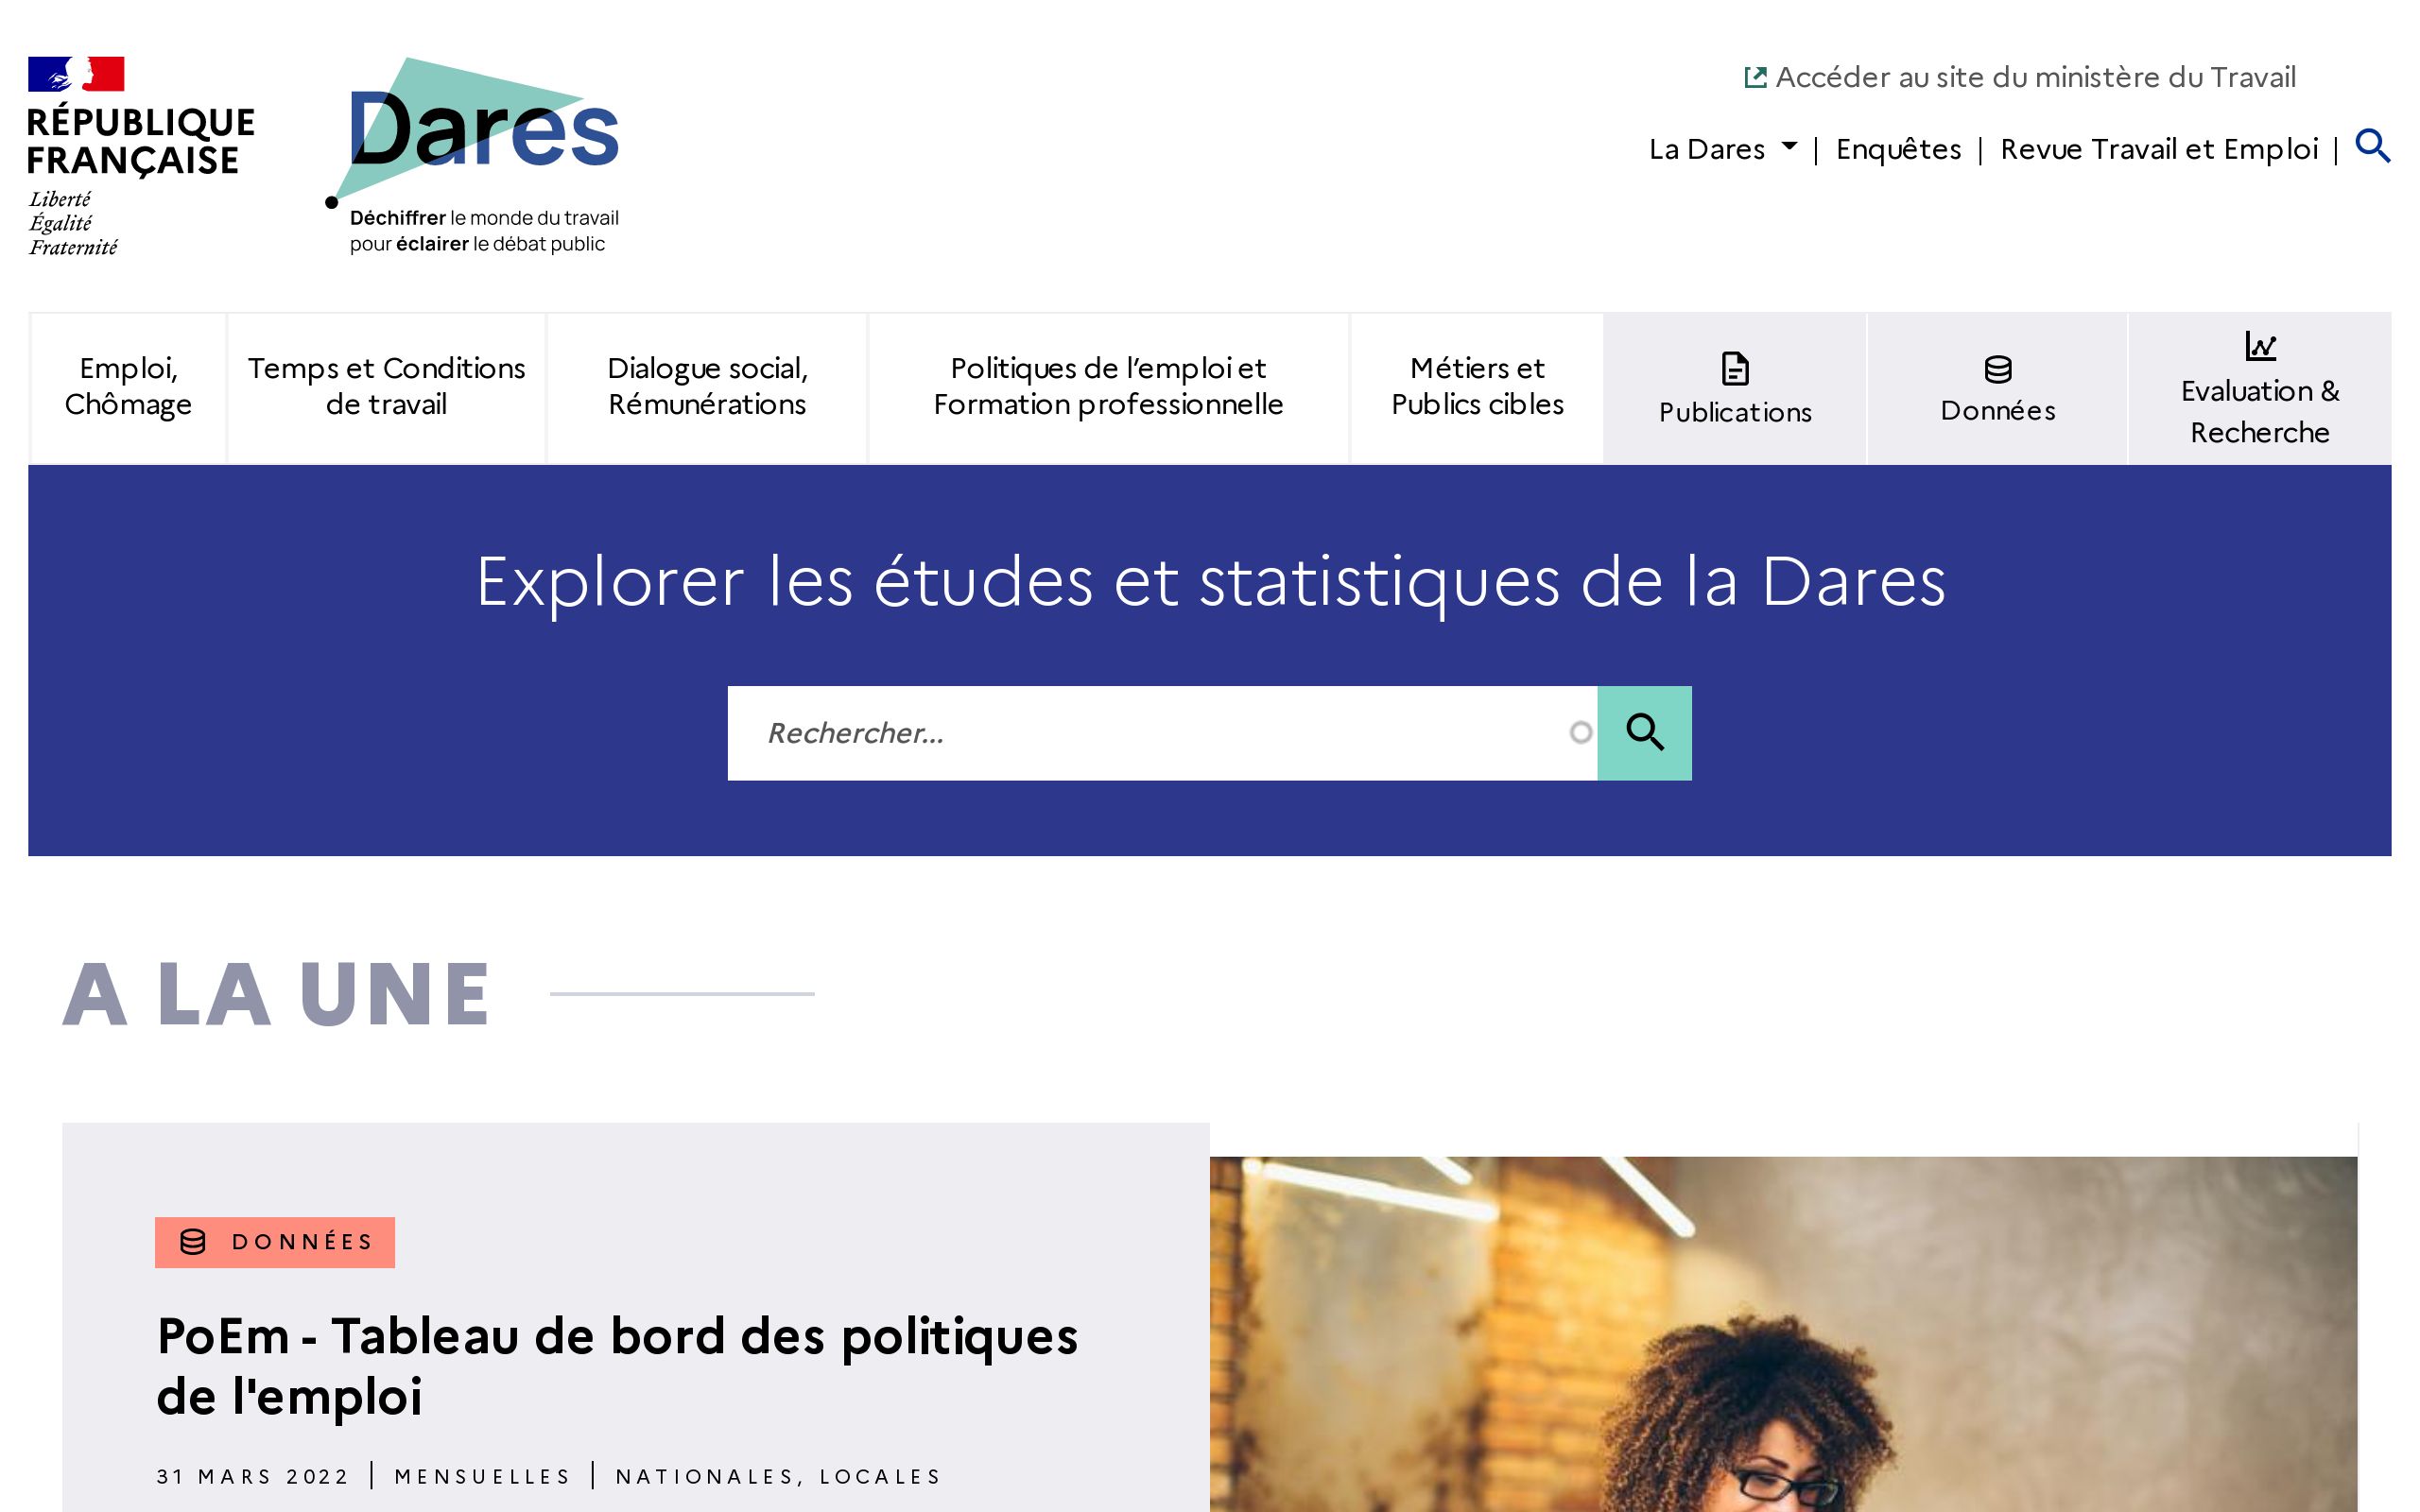 RÉPUBLIQUE
FRANÇAISE
Liberté
Égalité
Fraternité
Dares
Déchiffrer le monde du travail
pour éclairer le débat public
Accéder au site du ministère du Travail
La Dares | Enquêtes | Revue Travail et Emploi |
Emploi,
Chômage
Temps et Conditions
de travail
Dialogue social,
Rémunérations
Politiques de l’emploi et
Formation professionnelle
Métiers et
Publics cibles
Publications
Données
Evaluation &
Recherche
Explorer les études et statistiques de la Dares
Rechercher...
A LA UNE
DONNÉES
PoEm - Tableau de bord des politiques
de l'emploi
31 MARS 2022 | MENSUELLES | NATIONALES, LOCALES